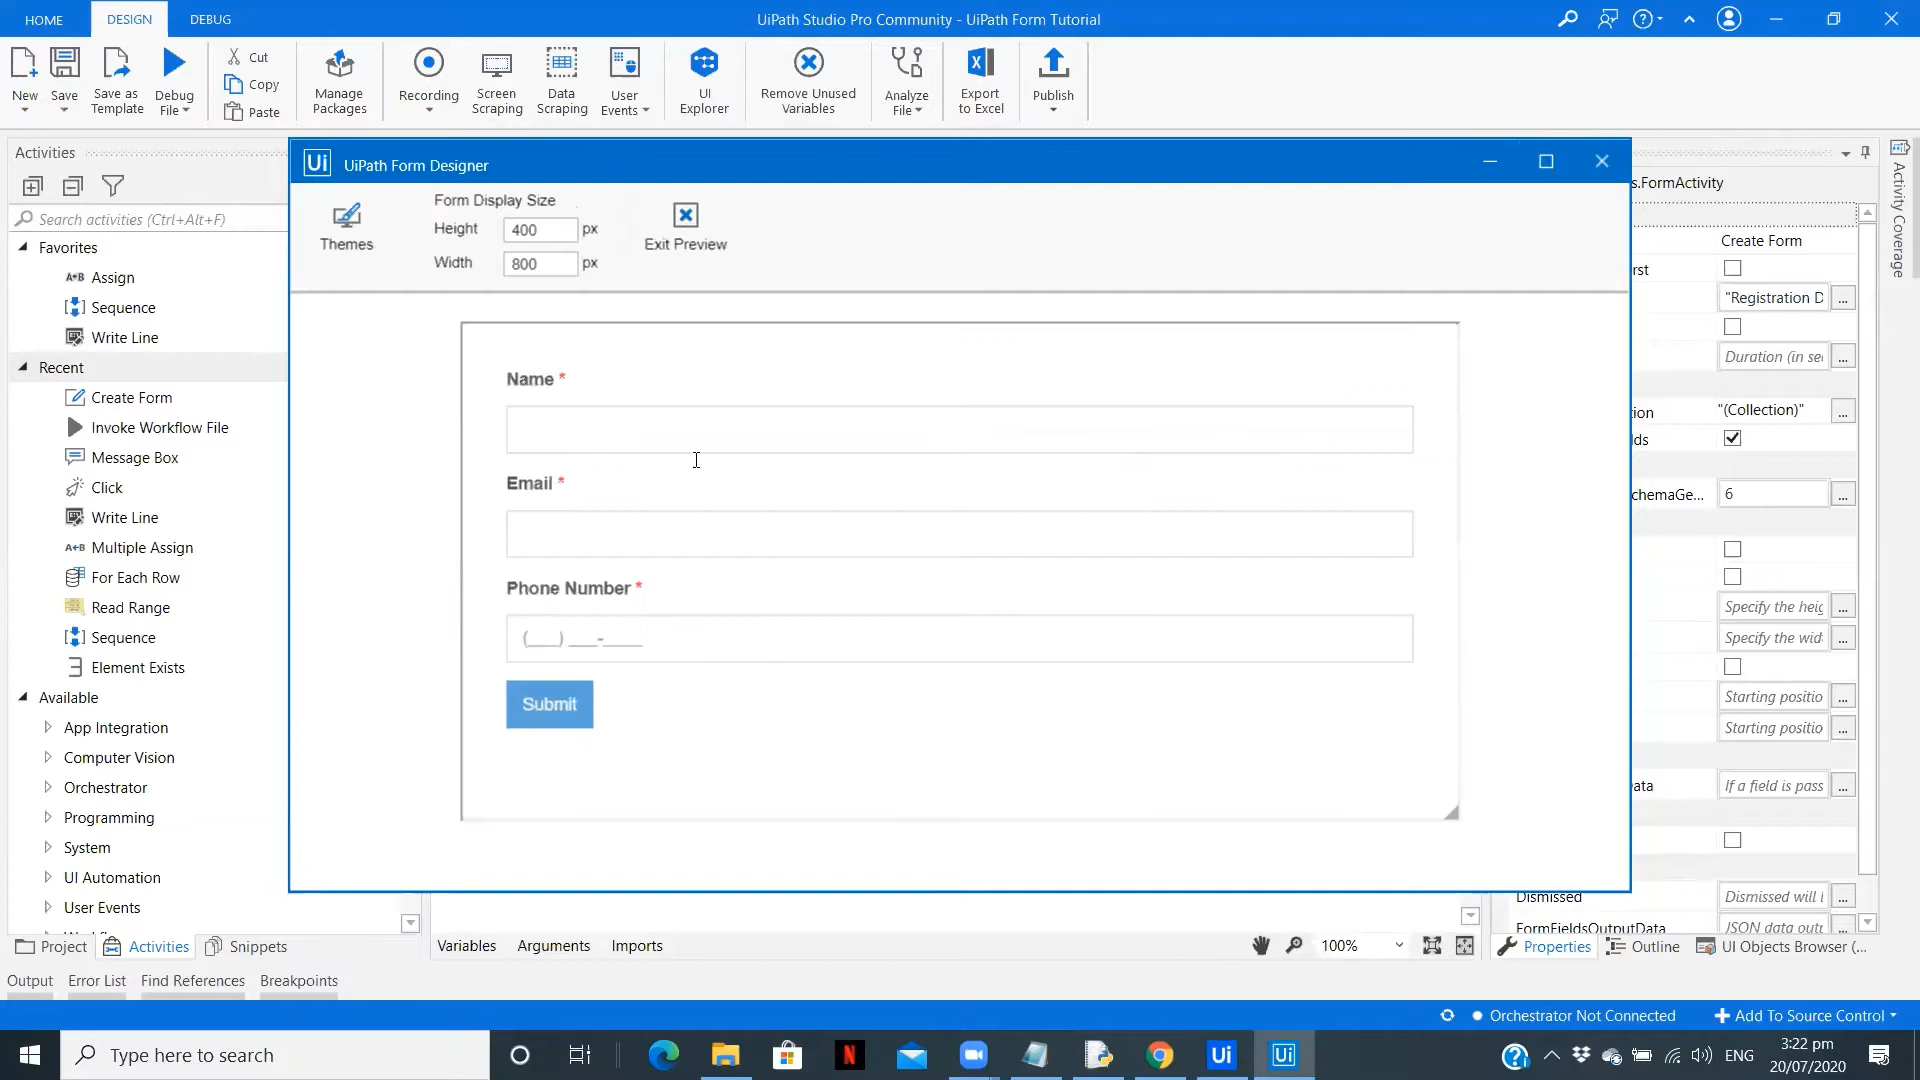 HOME
DESIGN
DEBUG
UiPath Studio Pro Community - UiPath Form Tutorial
New
Save
Save as Template
Debug File
Cut
Copy
Paste
Manage Packages
Recording
Screen Scraping
Data Scraping
User Events
UI Explorer
Remove Unused Variables
Analyze File
Export to Excel
Publish
Activities
Search activities (Ctrl+Alt+F)
Favorites
Assign
Sequence
Write Line
Recent
Create Form
Invoke Workflow File
Message Box
Click
Write Line
Multiple Assign
For Each Row
Read Range
Sequence
Element Exists
Available
App Integration
Computer Vision
Orchestrator
Programming
System
UI Automation
User Events
Ui UiPath Form Designer
Themes
Form Display Size
Height 400 px
Width 800 px
Exit Preview
Name *
Email *
Phone Number *
(___) ___-____
Submit
s.FormActivity
Create Form
rst
"Registration D
...
Duration (in se
...
ion "(Collection)" ...
lds
chemaGe... 6 ...
Specify the heig ...
Specify the wid ...
Starting positio ...
Starting positio ...
ata If a field is pass ...
Dismissed Dismissed will l ...
FormFieldsOutputData JSON data outp ...
Activity Coverage
Project
Activities
Snippets
Variables
Arguments
Imports
100%
Properties
Outline
UI Objects Browser (...
Output
Error List
Find References
Breakpoints
Orchestrator Not Connected
Add To Source Control
Type here to search
N
Ui
Ui
ENG
3:22 pm
20/07/2020